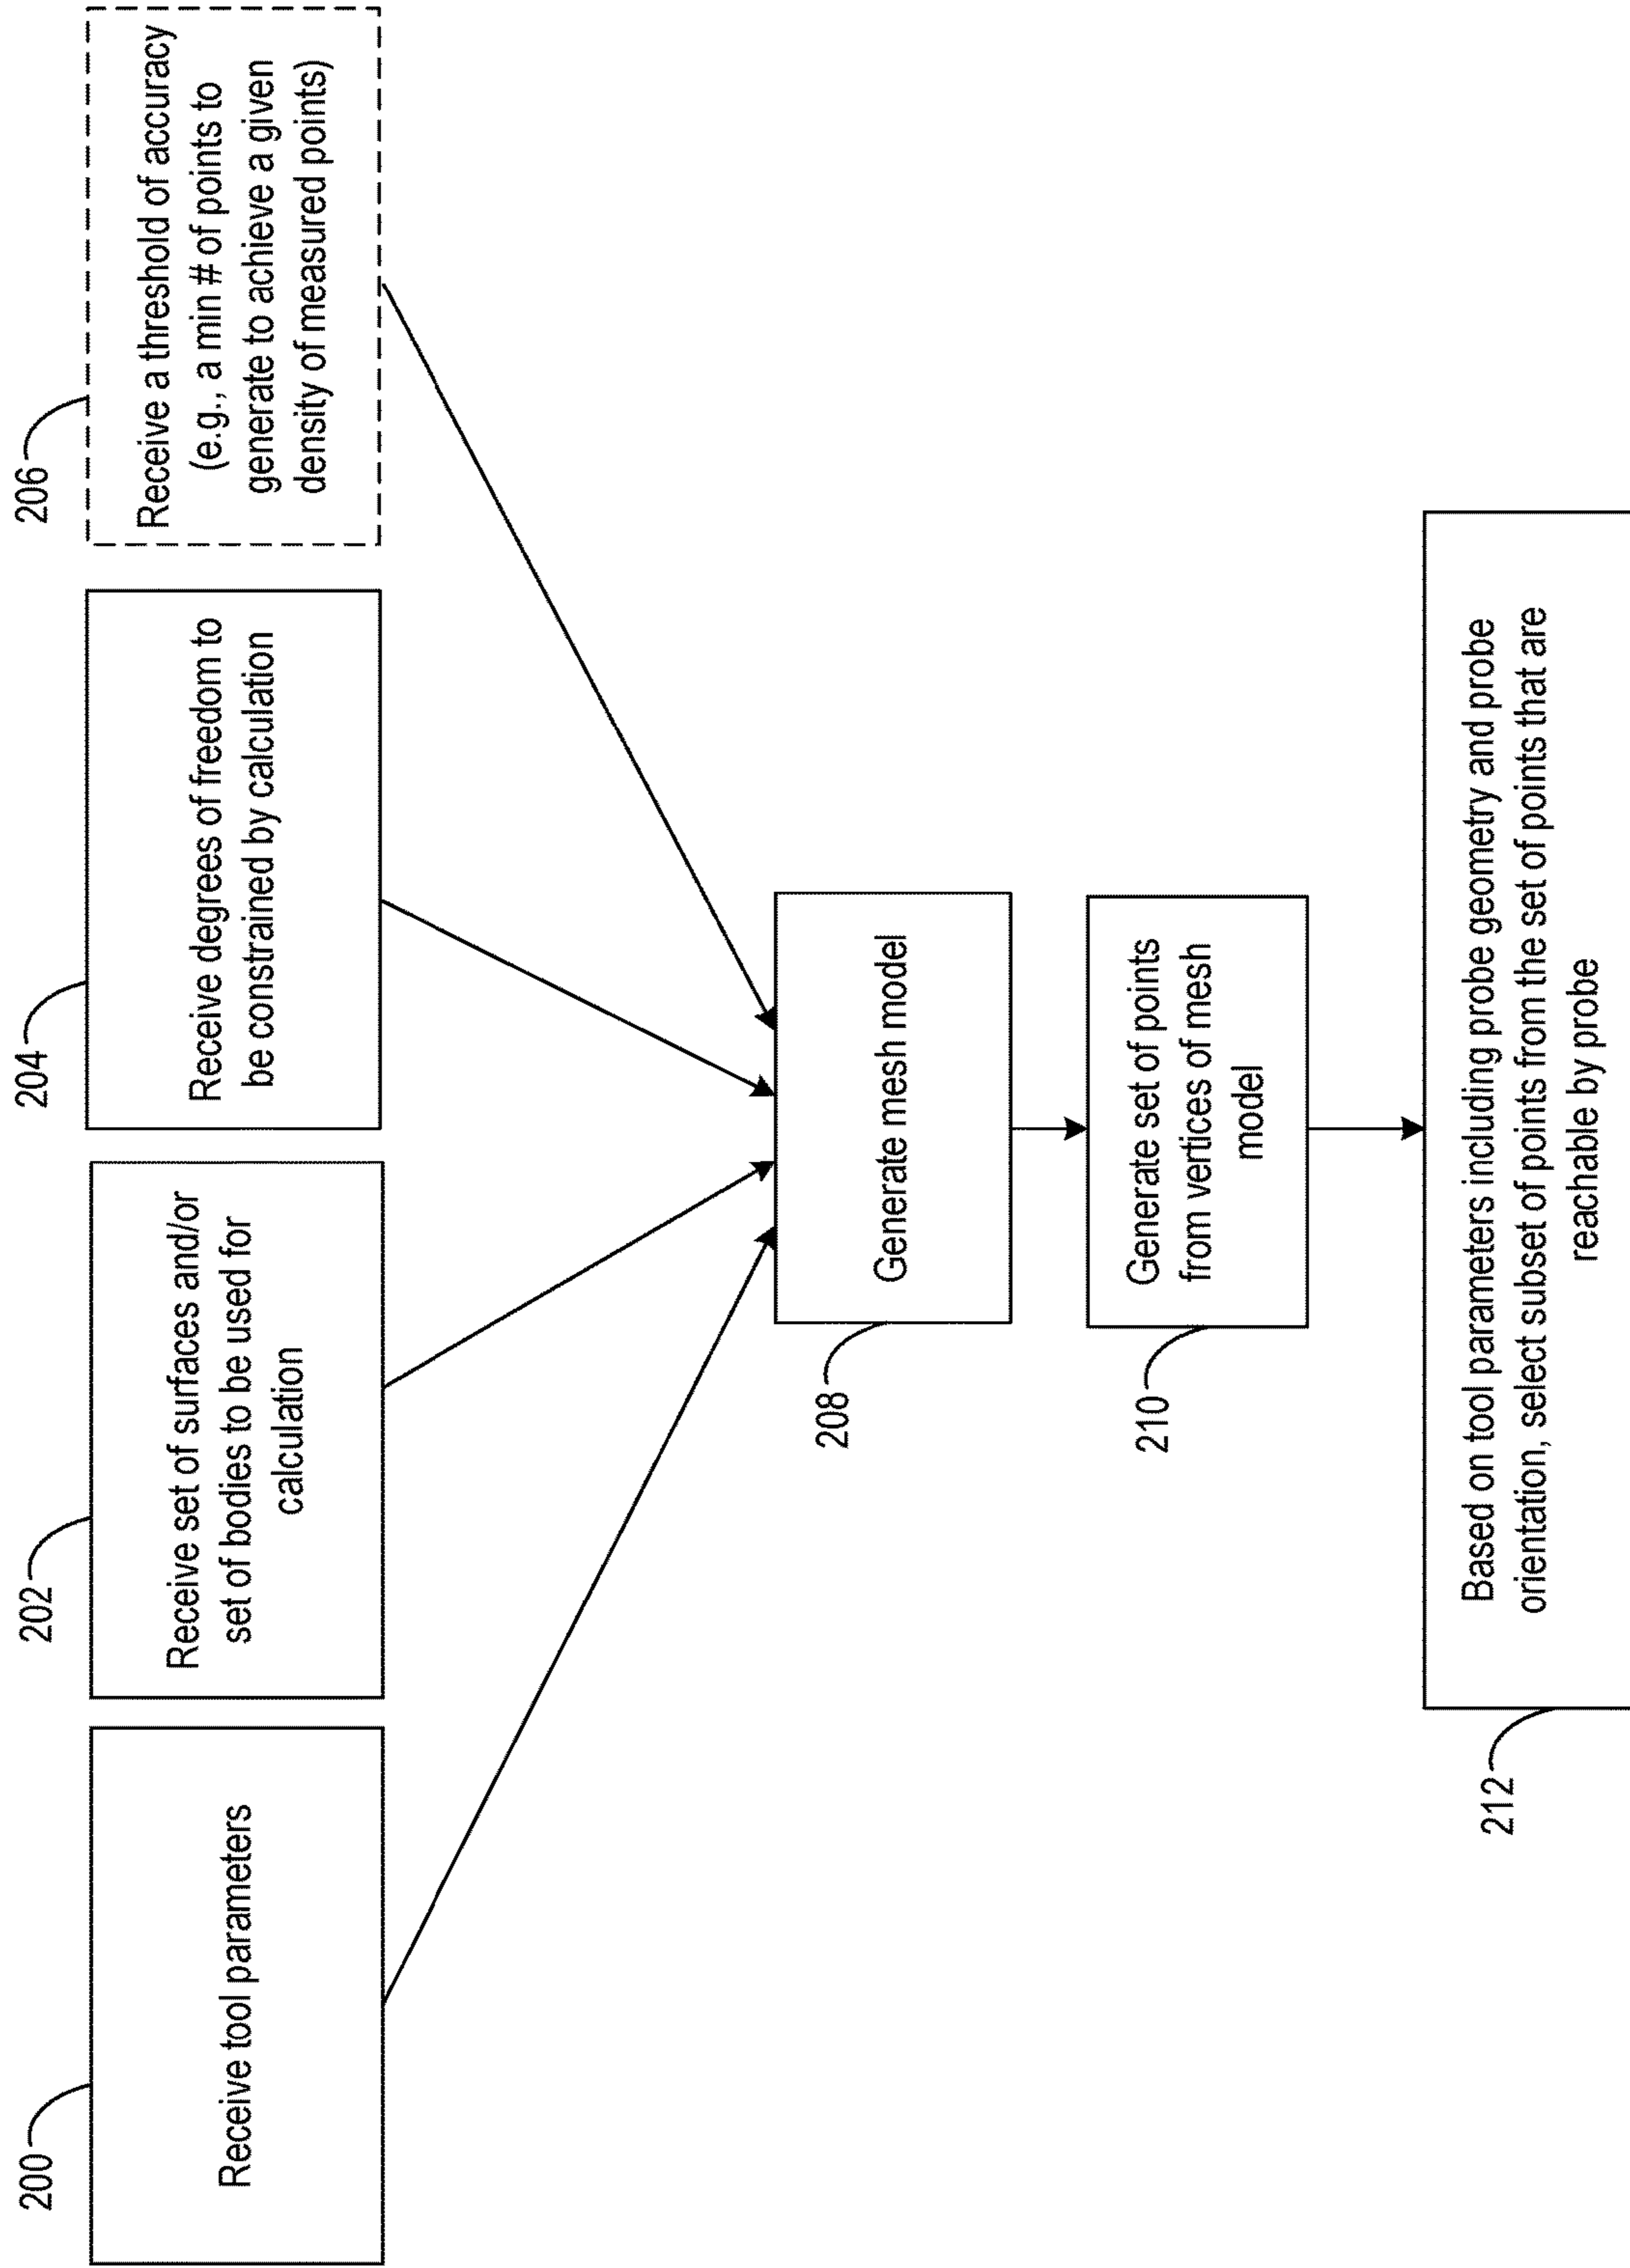 200
Receive tool parameters
202
Receive set of surfaces and/or
set of bodies to be used for
calculation
204
Receive degrees of freedom to
be constrained by calculation
206
Receive a threshold of accuracy
(e.g., a min # of points to
generate to achieve a given
density of measured points)
208
Generate mesh model
210
Generate set of points
from vertices of mesh
model
212
Based on tool parameters including probe geometry and probe
orientation, select subset of points from the set of points that are
reachable by probe